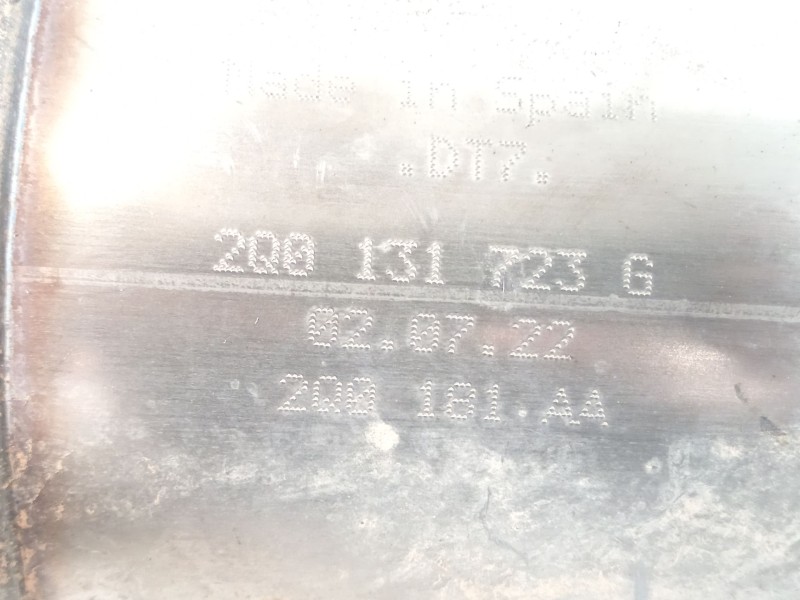 Made in Spain
.DT7.
2Q0 131 723 G
02.07.22
2Q0 181.AA